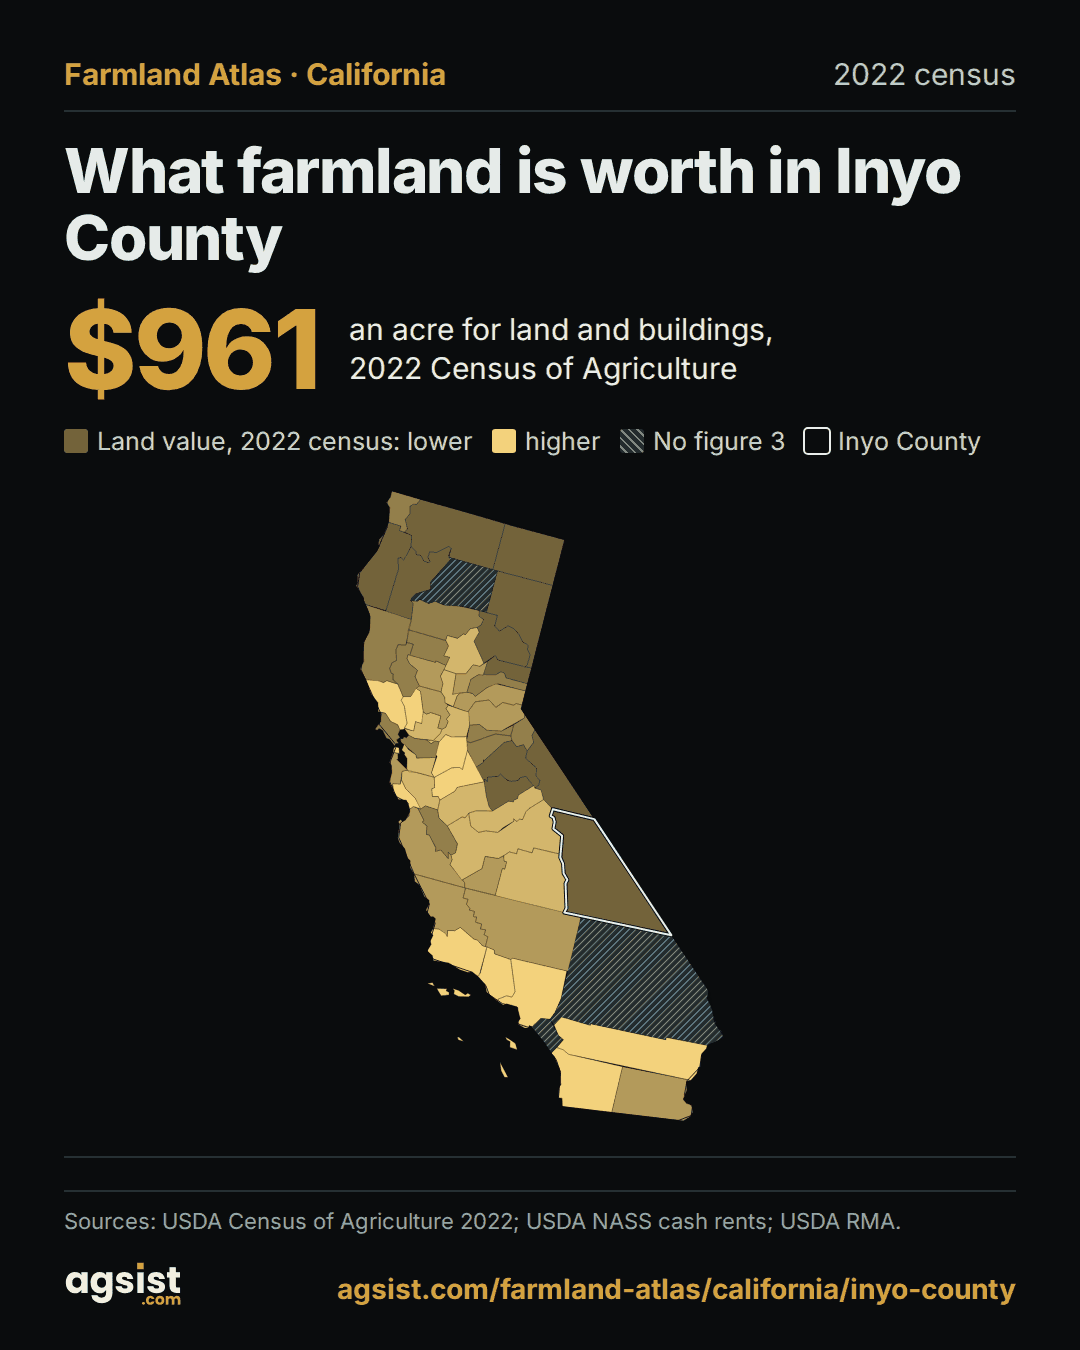 Farmland Atlas · California
2022 census
What farmland is worth in Inyo
County
$961
an acre for land and buildings,
2022 Census of Agriculture
Land value, 2022 census: lower
higher
No figure 3
Inyo County
Sources: USDA Census of Agriculture 2022; USDA NASS cash rents; USDA RMA.
agsist
.com
agsist.com/farmland-atlas/california/inyo-county